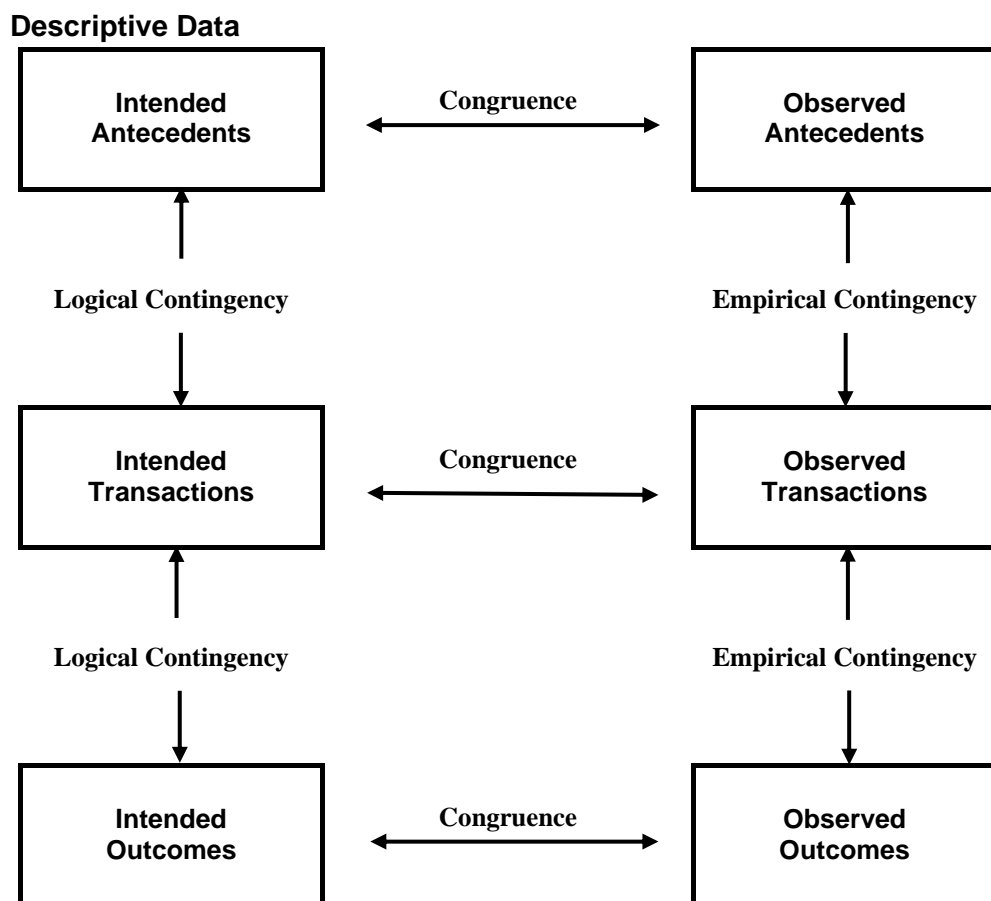 Descriptive Data
Intended
Antecedents
Congruence
Observed
Antecedents
Logical Contingency
Empirical Contingency
Intended
Transactions
Congruence
Observed
Transactions
Logical Contingency
Empirical Contingency
Intended
Outcomes
Congruence
Observed
Outcomes